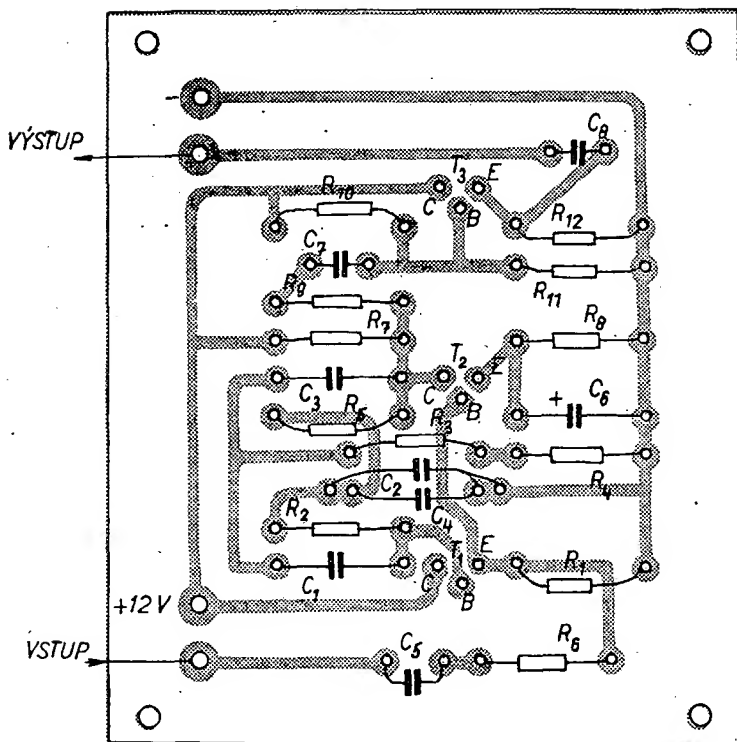 -
C8
VÝSTUP
T3
E
R10
C
B
R12
C7
R9
R11
R7
T2
R8
E
C
C3
B
+
C6
R5
R3
C2
R4
R2
C4
T1
E
C1
C
R1
B
+12V
VSTUP
C5
R6